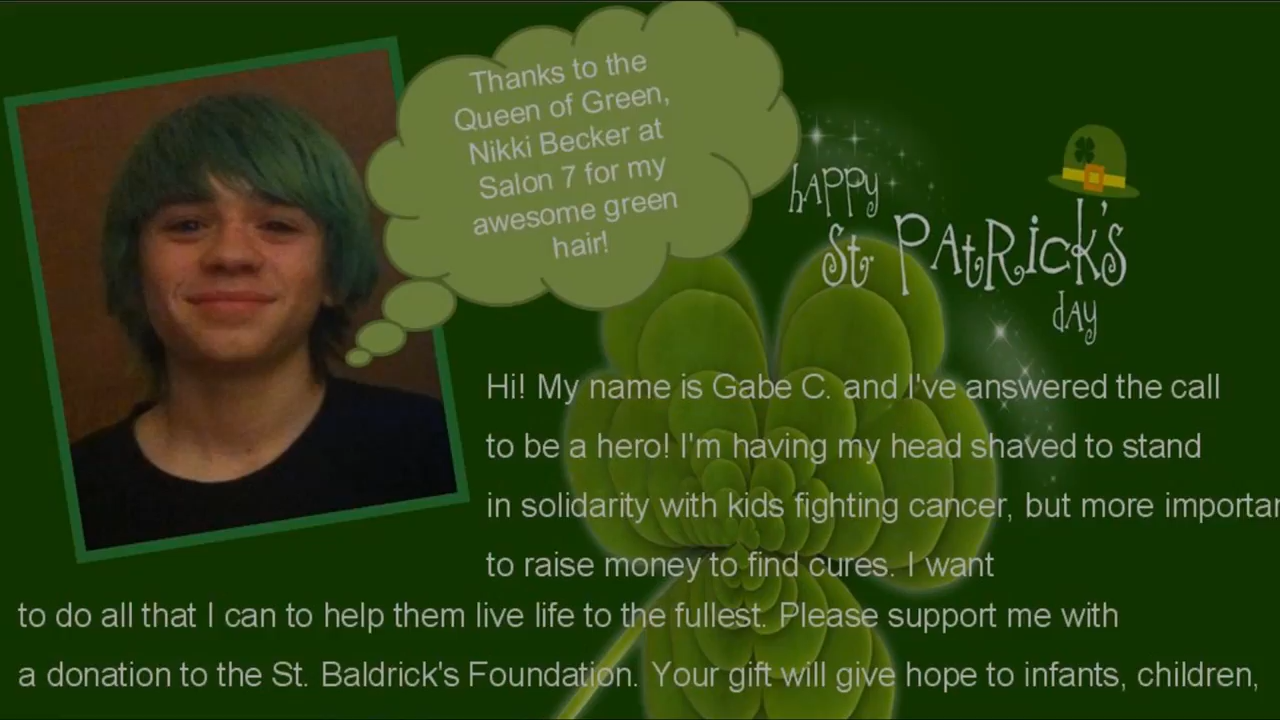 Thanks to the
Queen of Green,
Nikki Becker at
Salon 7 for my
awesome green
hair!
happy
St PatRick's
day
Hi! My name is Gabe C. and I've answered the call
to be a hero! I'm having my head shaved to stand
in solidarity with kids fighting cancer, but more importan
to raise money to find cures. I want
to do all that I can to help them live life to the fullest. Please support me with
a donation to the St. Baldrick's Foundation. Your gift will give hope to infants, children,